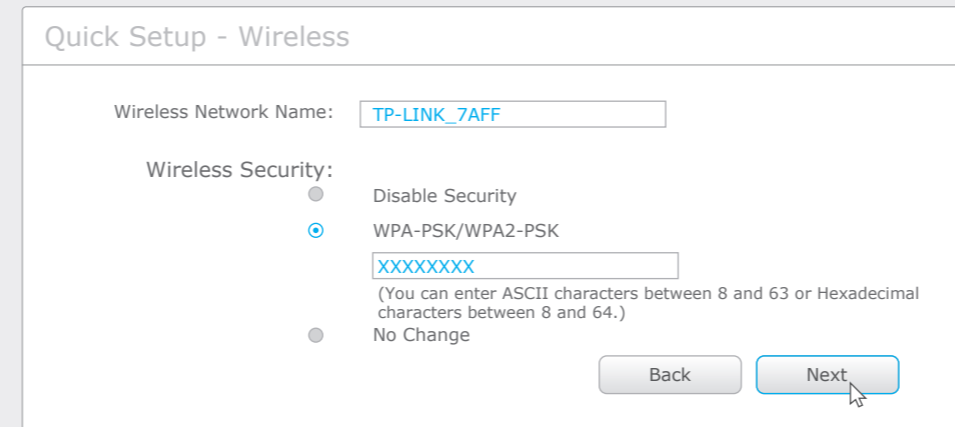 Quick Setup - Wireless
Wireless Network Name: TP-LINK_7AFF
Wireless Security:
Disable Security
WPA-PSK/WPA2-PSK
XXXXXXXX
(You can enter ASCII characters between 8 and 63 or Hexadecimal
characters between 8 and 64.)
No Change
Back Next